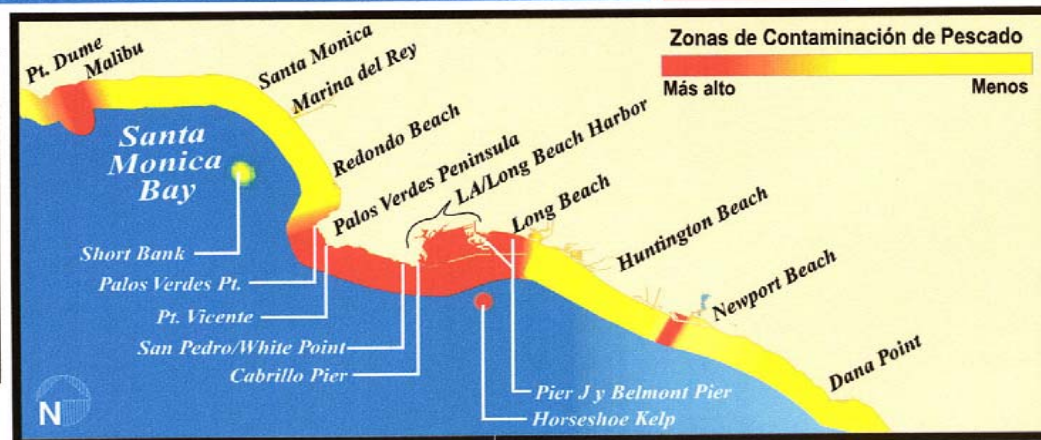 Zonas de Contaminación de Pescado
Más alto
Menos
Pt. Dume
Malibu
Santa Monica
Marina del Rey
Redondo Beach
Palos Verdes Peninsula
LA/Long Beach Harbor
Long Beach
Huntington Beach
Newport Beach
Dana Point
Santa
Monica
Bay
Short Bank
Palos Verdes Pt.
Pt. Vicente
San Pedro/White Point
Cabrillo Pier
Pier J y Belmont Pier
Horseshoe Kelp
N